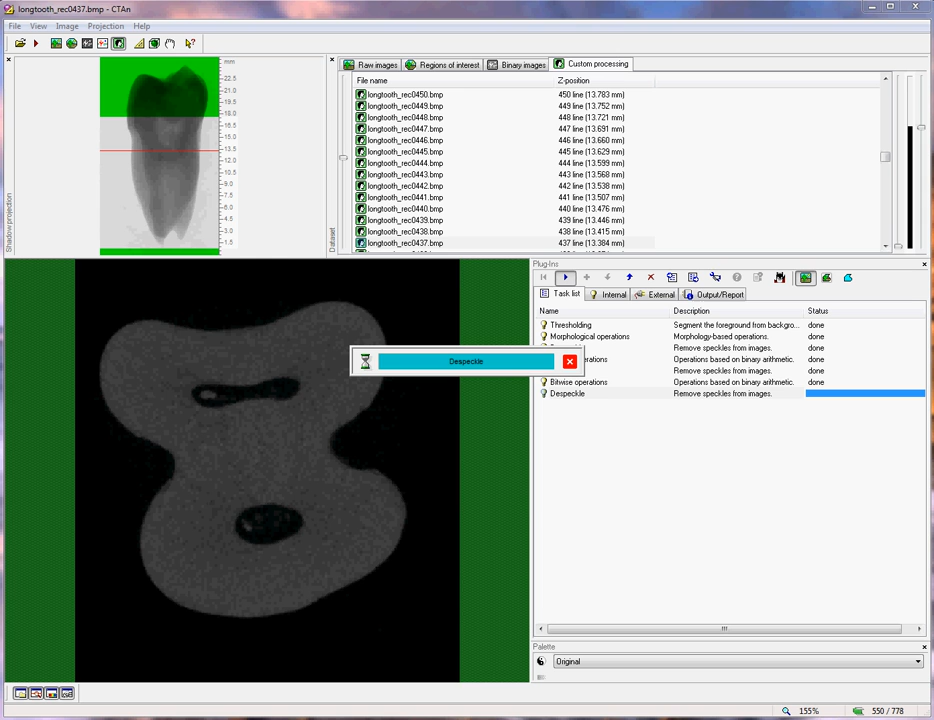 longtooth_rec0437.bmp - CTAn
File View Image Projection Help
mm
22.5
21.0
19.5
18.0
16.5
15.0
13.5
12.0
10.5
9.0
7.5
6.0
4.5
3.0
1.5
Shadow projection
Dataset
Raw images Regions of interest Binary images Custom processing
File name Z-position
longtooth_rec0450.bmp 450 line (13.783 mm)
longtooth_rec0449.bmp 449 line (13.752 mm)
longtooth_rec0448.bmp 448 line (13.721 mm)
longtooth_rec0447.bmp 447 line (13.691 mm)
longtooth_rec0446.bmp 446 line (13.660 mm)
longtooth_rec0445.bmp 445 line (13.629 mm)
longtooth_rec0444.bmp 444 line (13.599 mm)
longtooth_rec0443.bmp 443 line (13.568 mm)
longtooth_rec0442.bmp 442 line (13.538 mm)
longtooth_rec0441.bmp 441 line (13.507 mm)
longtooth_rec0440.bmp 440 line (13.476 mm)
longtooth_rec0439.bmp 439 line (13.446 mm)
longtooth_rec0438.bmp 438 line (13.415 mm)
longtooth_rec0437.bmp 437 line (13.384 mm)
Plug-Ins
Task list Internal External Output/Report
Name Description Status
Thresholding Segment the foreground from backgro... done
Morphological operations Morphology-based operations. done
Remove speckles from images. done
erations Operations based on binary arithmetic. done
Remove speckles from images. done
Bitwise operations Operations based on binary arithmetic. done
Despeckle Remove speckles from images.
Despeckle
Palette
Original
155% 550 / 778